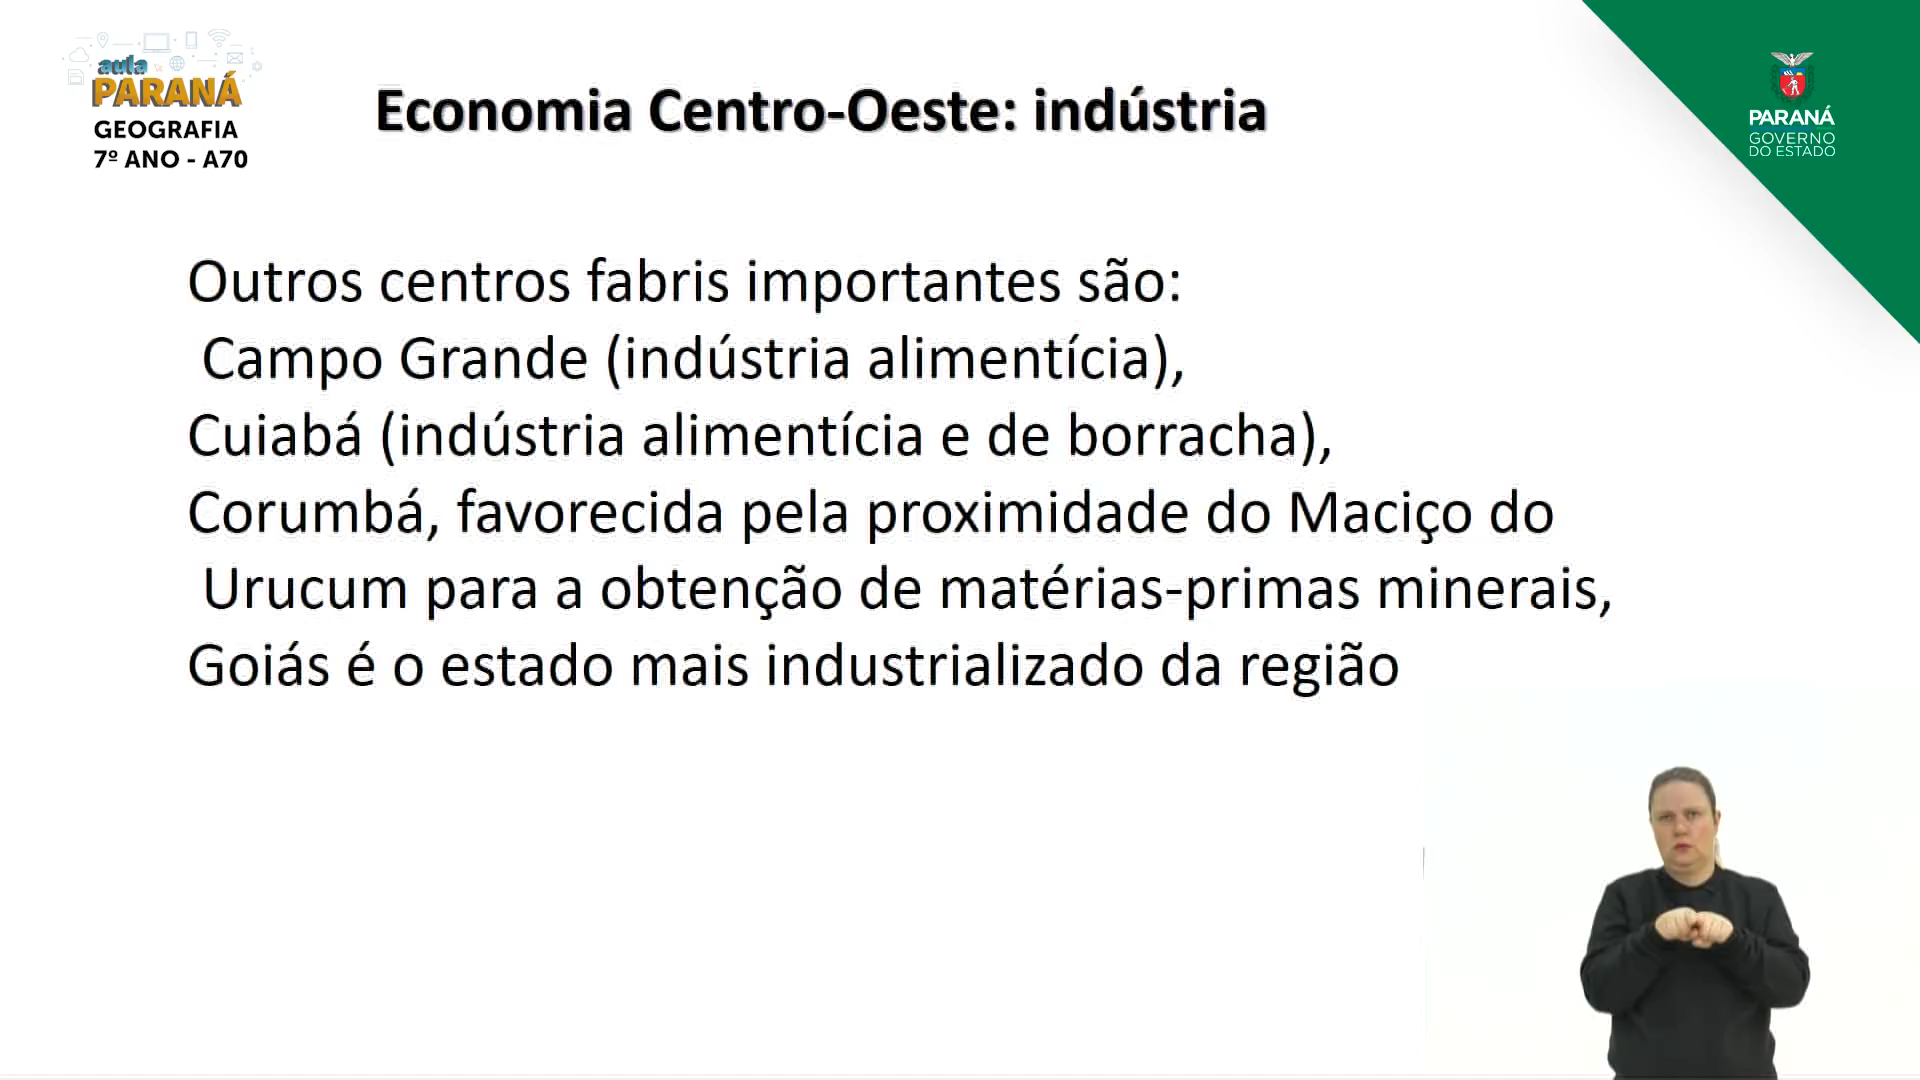 aula
PARANÁ
GEOGRAFIA
7º ANO - A70
Economia Centro-Oeste: indústria
PARANÁ
GOVERNO
DO ESTADO
Outros centros fabris importantes são:
Campo Grande (indústria alimentícia),
Cuiabá (indústria alimentícia e de borracha),
Corumbá, favorecida pela proximidade do Maciço do
Urucum para a obtenção de matérias-primas minerais,
Goiás é o estado mais industrializado da região